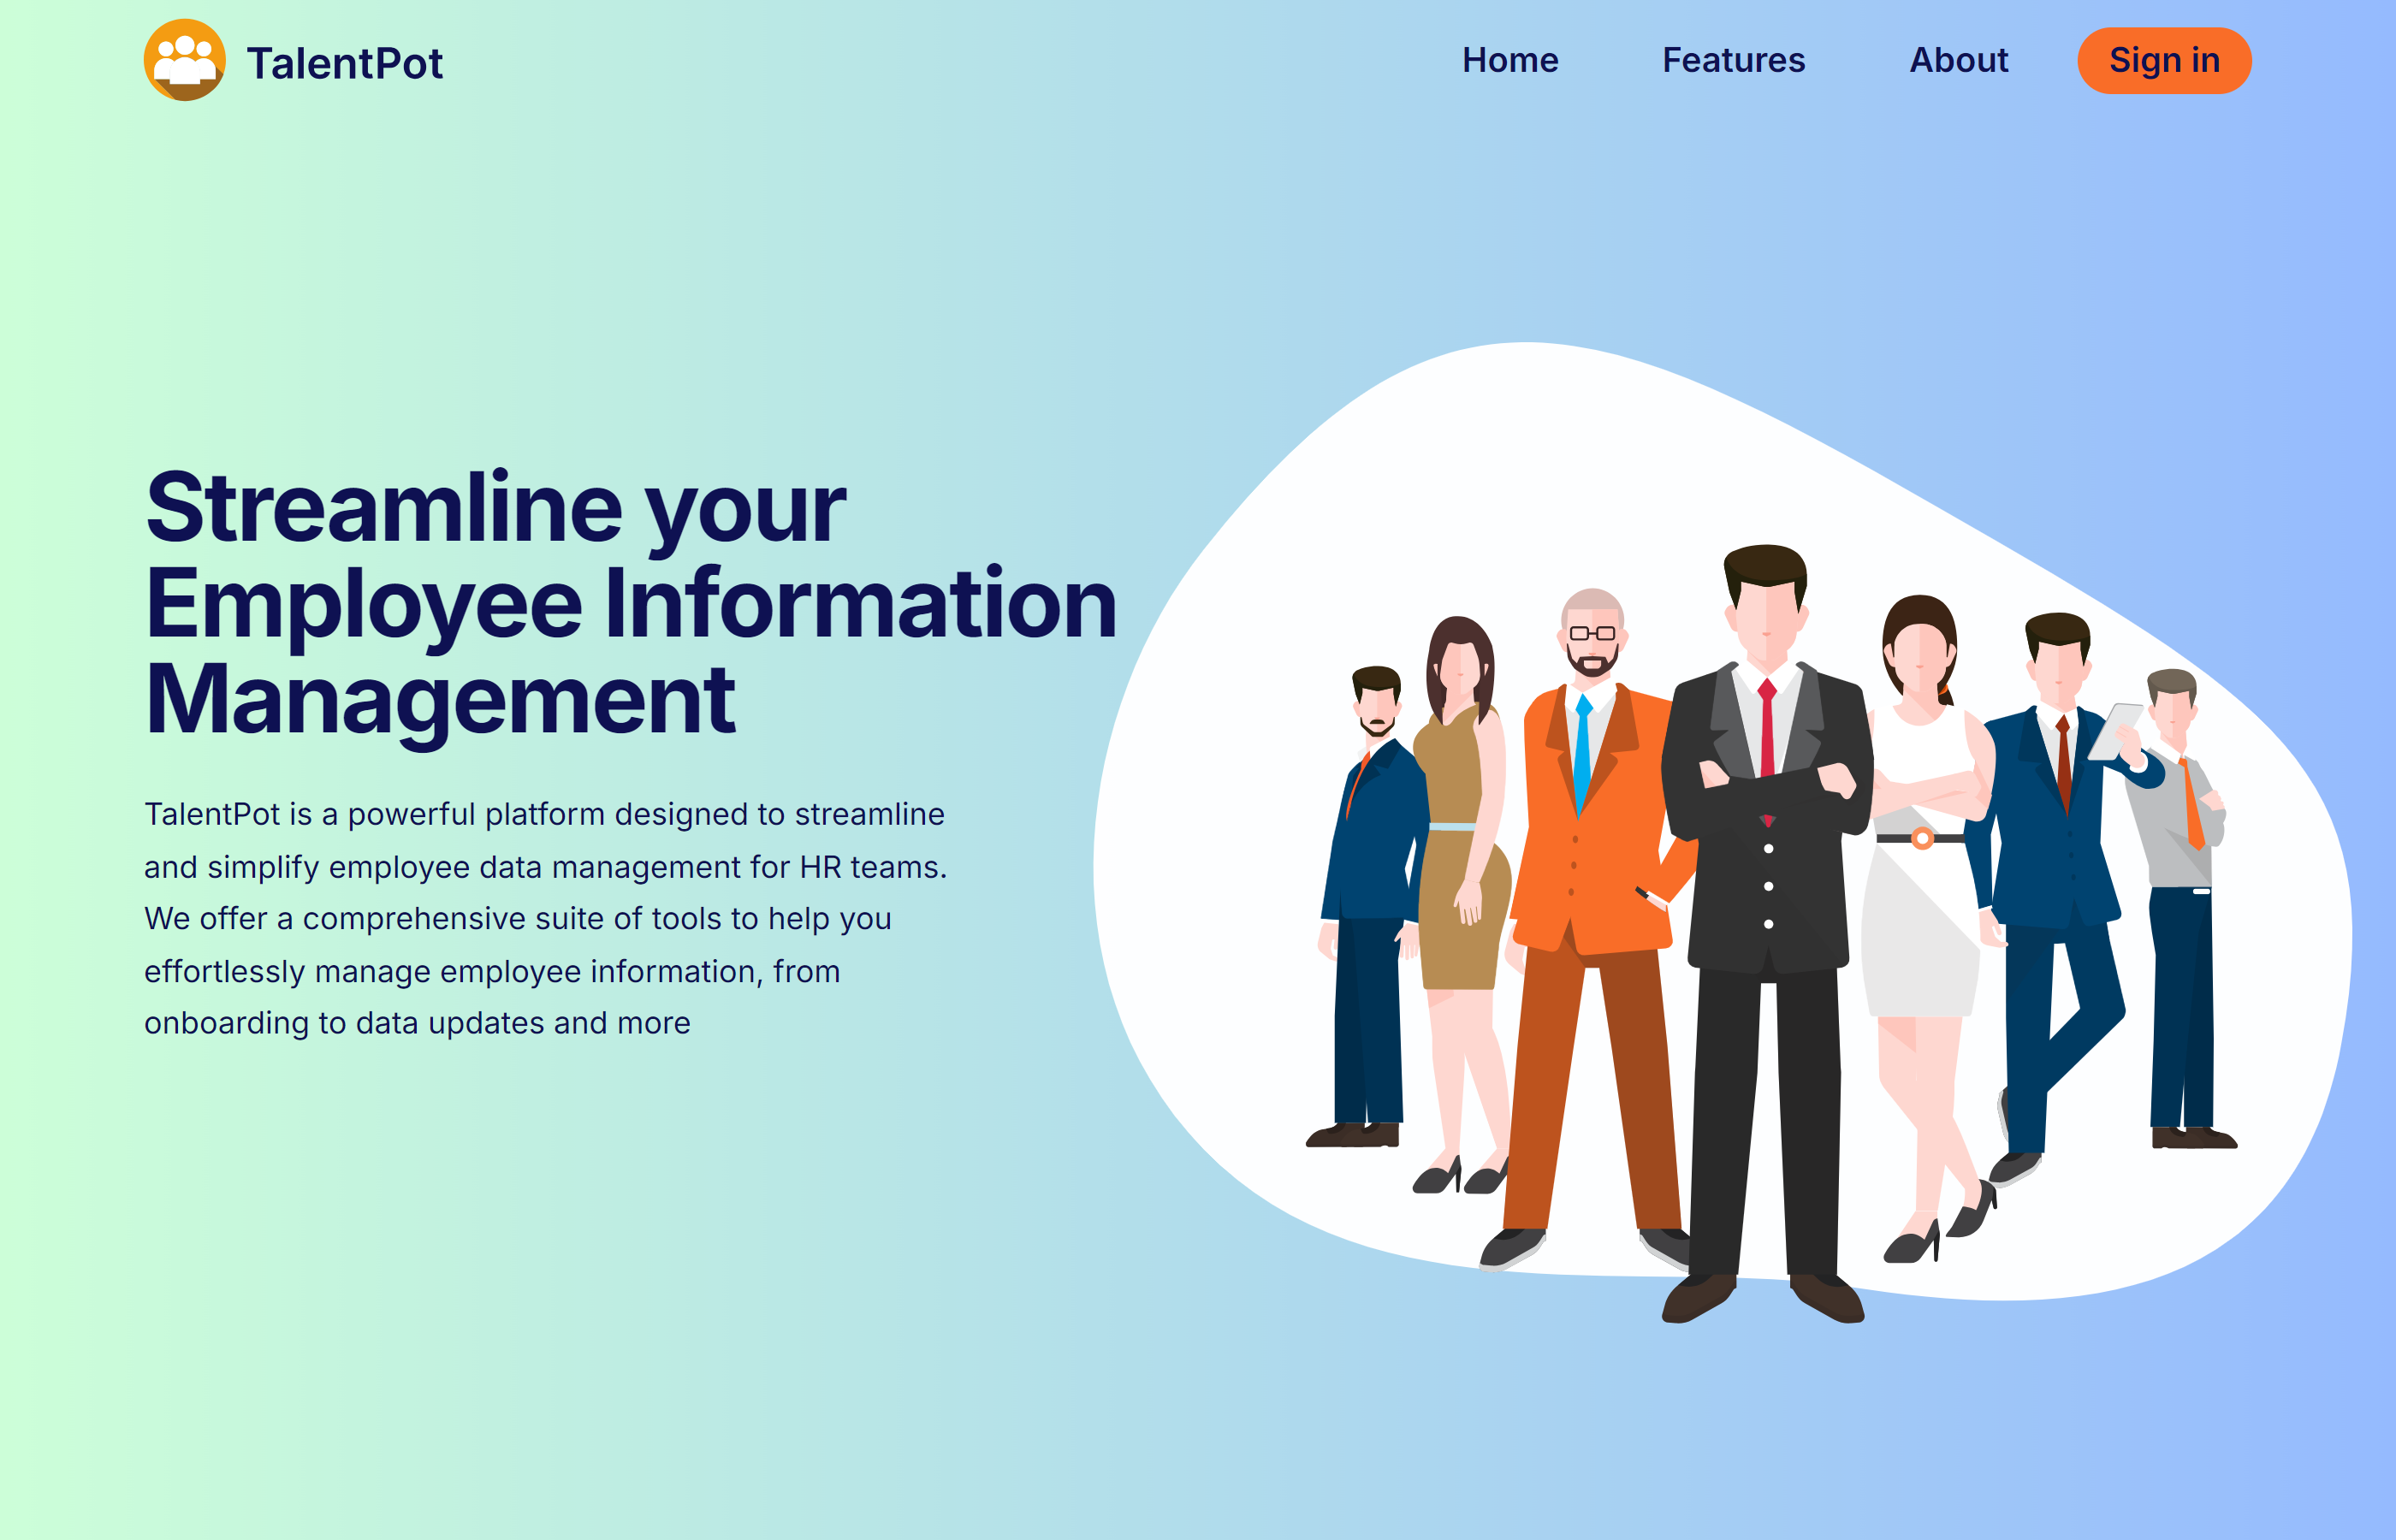 TalentPot
Home
Features
About
Sign in
Streamline your
Employee Information
Management
TalentPot is a powerful platform designed to streamline
and simplify employee data management for HR teams.
We offer a comprehensive suite of tools to help you
effortlessly manage employee information, from
onboarding to data updates and more